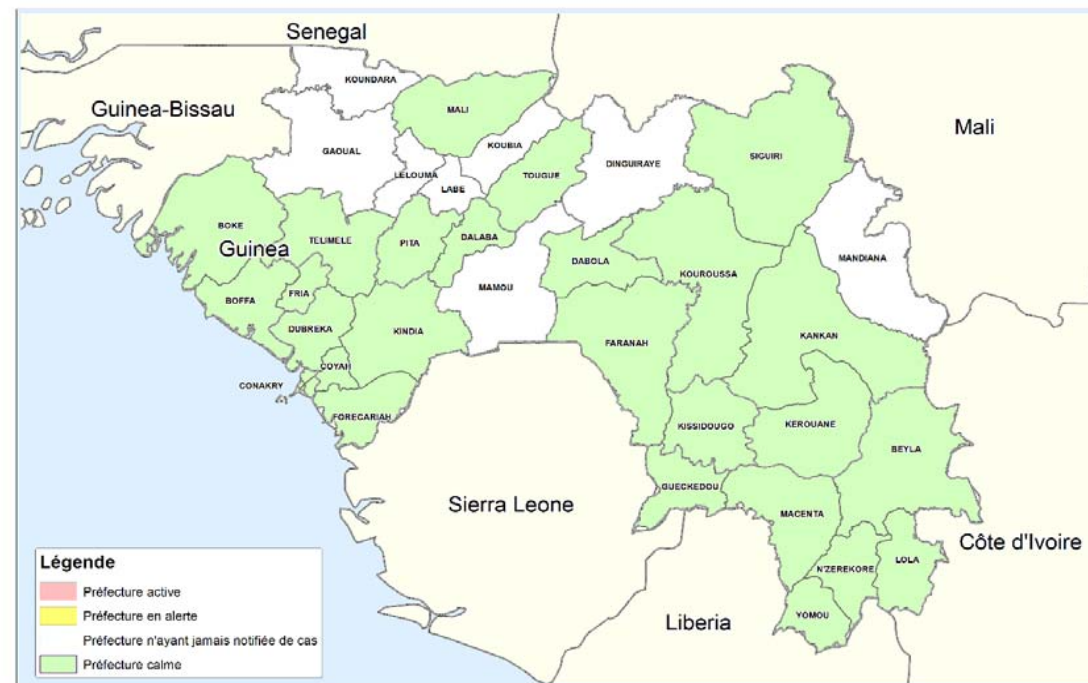 Senegal
KOUNDARA
Guinea-Bissau
MALI
Mali
KOUBIA
GAOUAL
SIGUIRI
DINGUIRAYE
LELOUMA
TOUGUE
LABE
BOKE
DALABA
Guinea
TELIMELE
PITA
MANDIANA
DABOLA
KOUROUSSA
MAMOU
FRIA
BOFFA
DUBREKA
KINDIA
KANKAN
FARANAH
COYAH
CONAKRY
FORECARIAH
KISSIDOUGO
KEROUANE
BEYLA
GUECKEDOU
Sierra Leone
MACENTA
Côte d'Ivoire
LOLA
N'ZEREKORE
YOMOU
Liberia
Légende
Préfecture active
Préfecture en alerte
Préfecture n'ayant jamais notifiée de cas
Préfecture calme